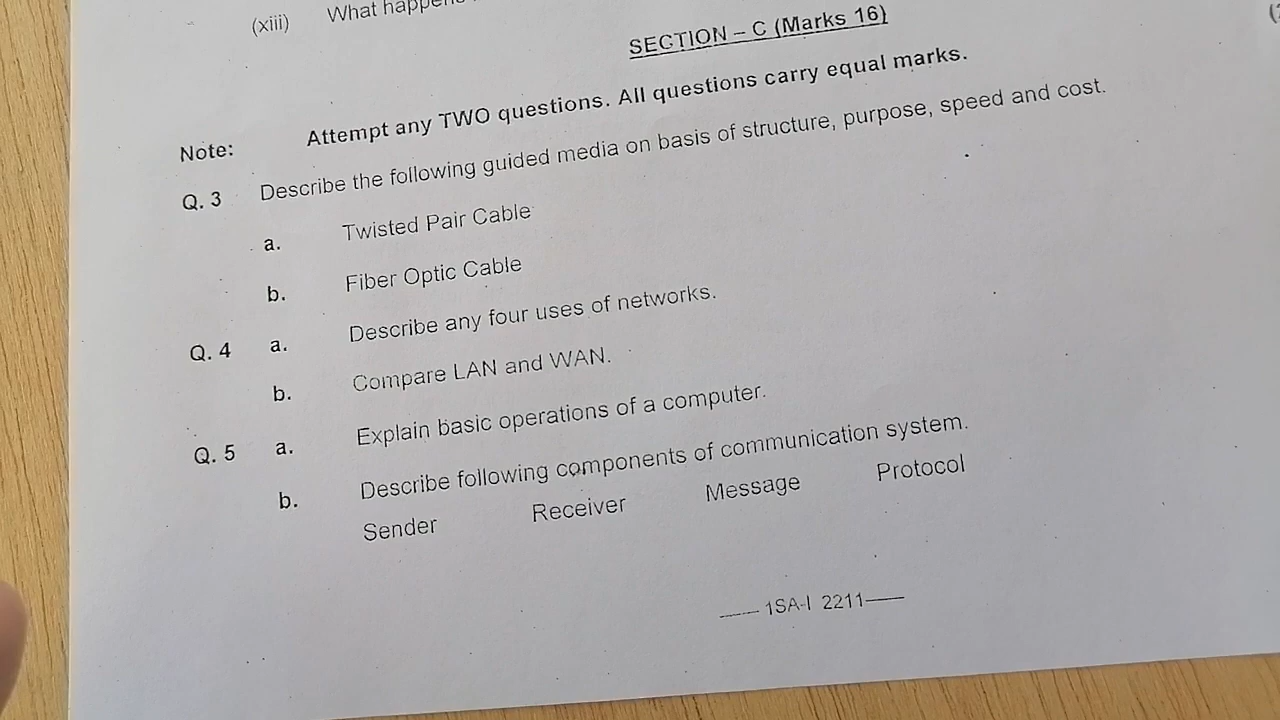 (xiii) What happens
SECTION – C (Marks 16)
Note: Attempt any TWO questions. All questions carry equal marks.
Q. 3 Describe the following guided media on basis of structure, purpose, speed and cost.
a. Twisted Pair Cable
b. Fiber Optic Cable
Q. 4 a. Describe any four uses of networks.
b. Compare LAN and WAN.
Q. 5 a. Explain basic operations of a computer.
b. Describe following components of communication system.
Sender Receiver Message Protocol
—— 1SA-I 2211——